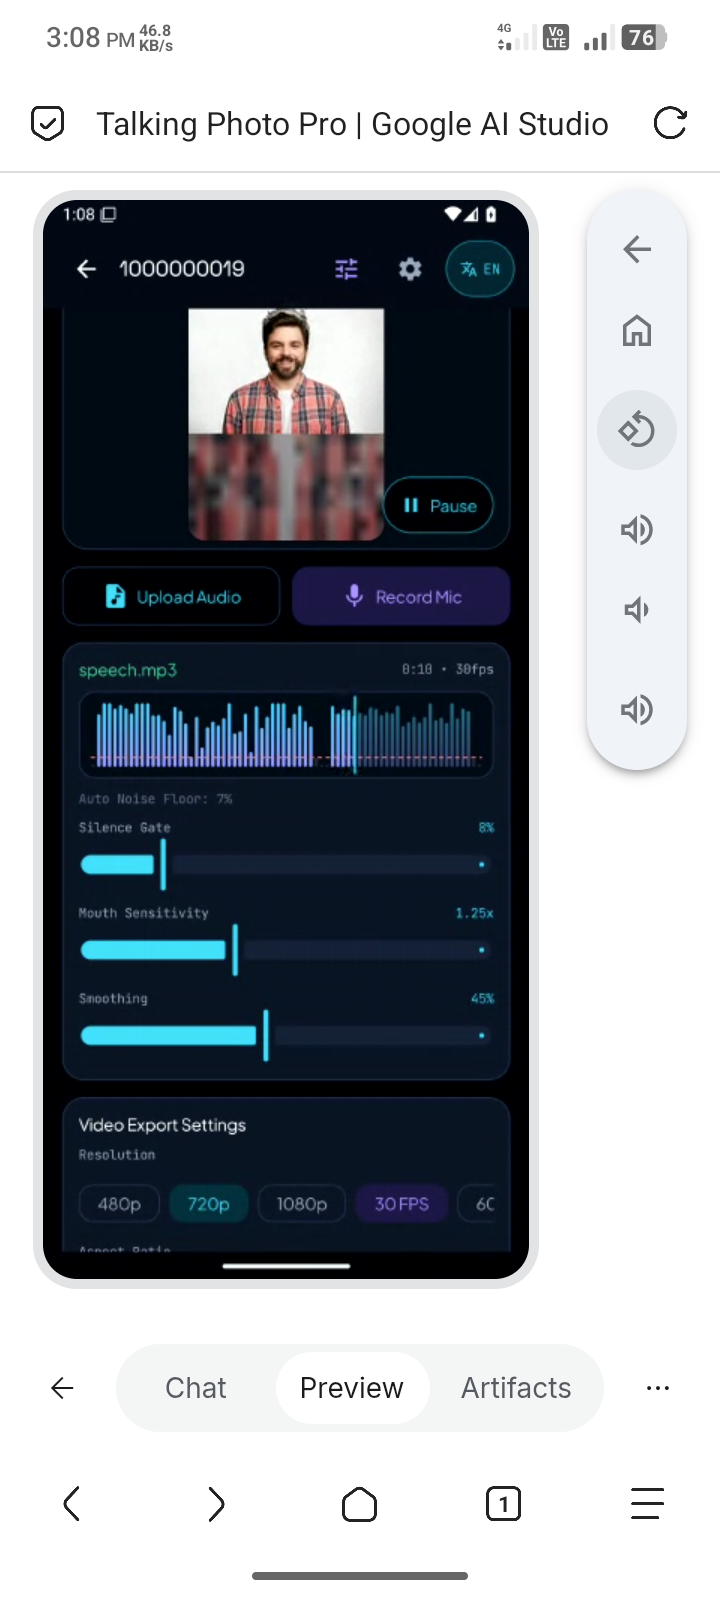 3:08 PM 46.8 KB/s 4G Vo LTE 76
Talking Photo Pro | Google AI Studio
1:08
1000000019 EN
Pause
Upload Audio Record Mic
speech.mp3 0:10 • 30fps
Auto Noise Floor: 7%
Silence Gate 8%
Mouth Sensitivity 1.25x
Smoothing 45%
Video Export Settings
Resolution
480p 720p 1080p 30 FPS
Aspect Ratio
Chat Preview Artifacts
1